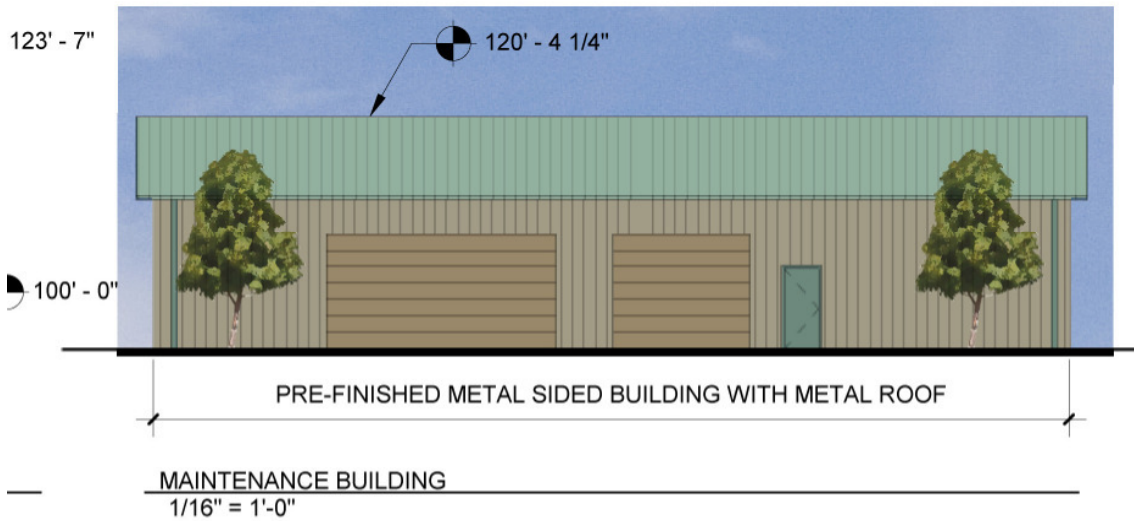 123' - 7"
120' - 4 1/4"
100' - 0"
PRE-FINISHED METAL SIDED BUILDING WITH METAL ROOF
MAINTENANCE BUILDING
1/16" = 1'-0"